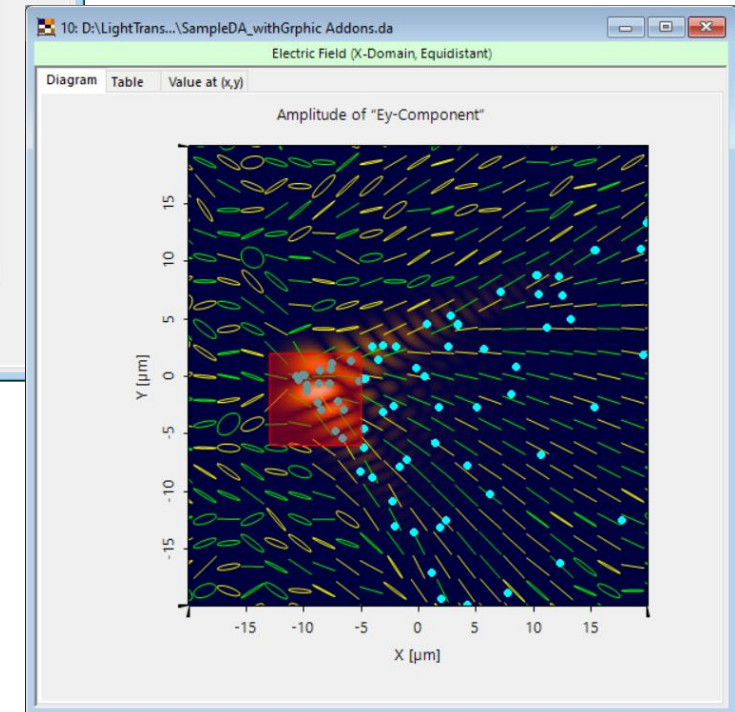 10: D:\LightTrans...\SampleDA_withGrphic Addons.da
Electric Field (X-Domain, Equidistant)
Diagram Table Value at (x,y)
Amplitude of "Ey-Component"
15
10
5
0
-5
-10
-15
Y [µm]
-15 -10 -5 0 5 10 15
X [µm]